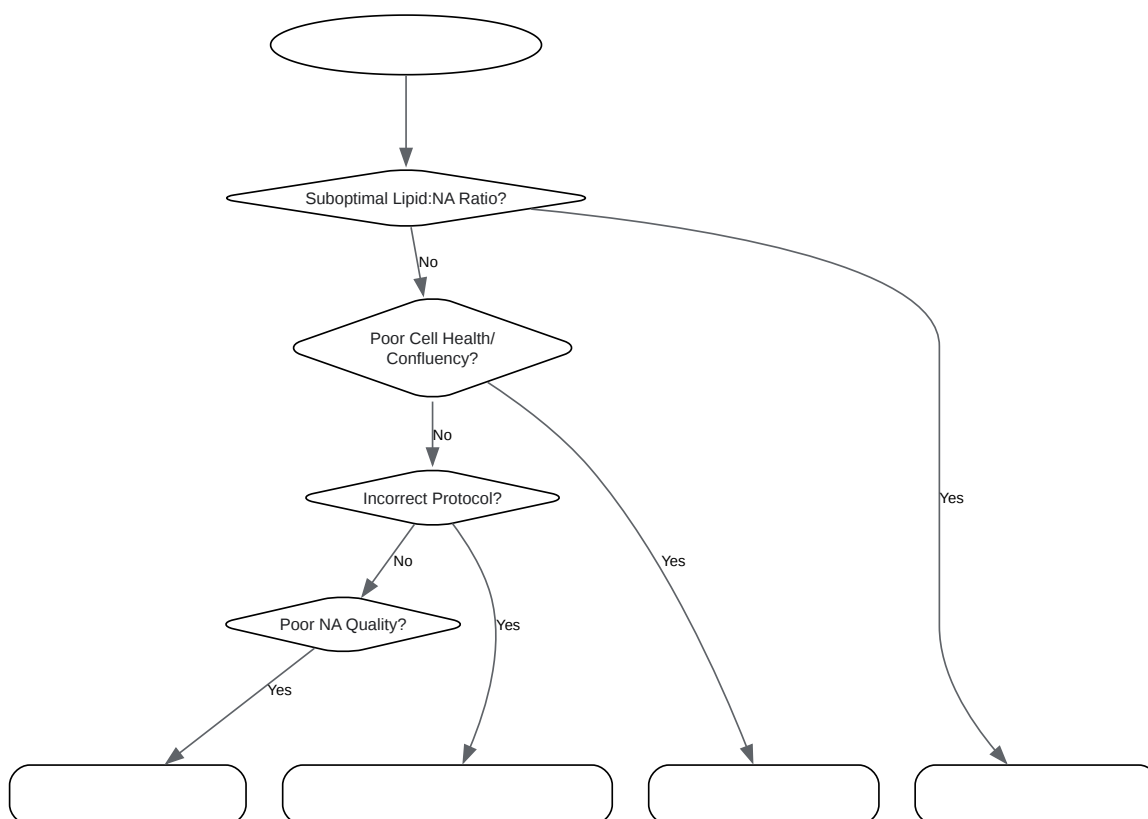 Suboptimal Lipid:NA Ratio?
No
Poor Cell Health/
Confluency?
No
Incorrect Protocol?
Yes
No
Yes
Poor NA Quality?
Yes
Yes